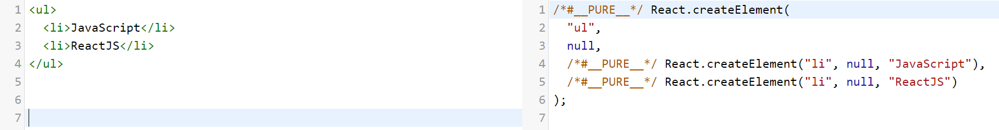 1 <ul>
2   <li>JavaScript</li>
3   <li>ReactJS</li>
4 </ul>
5
6
7
1 /*#__PURE__*/ React.createElement(
2   "ul",
3   null,
4   /*#__PURE__*/ React.createElement("li", null, "JavaScript"),
5   /*#__PURE__*/ React.createElement("li", null, "ReactJS")
6 );
7